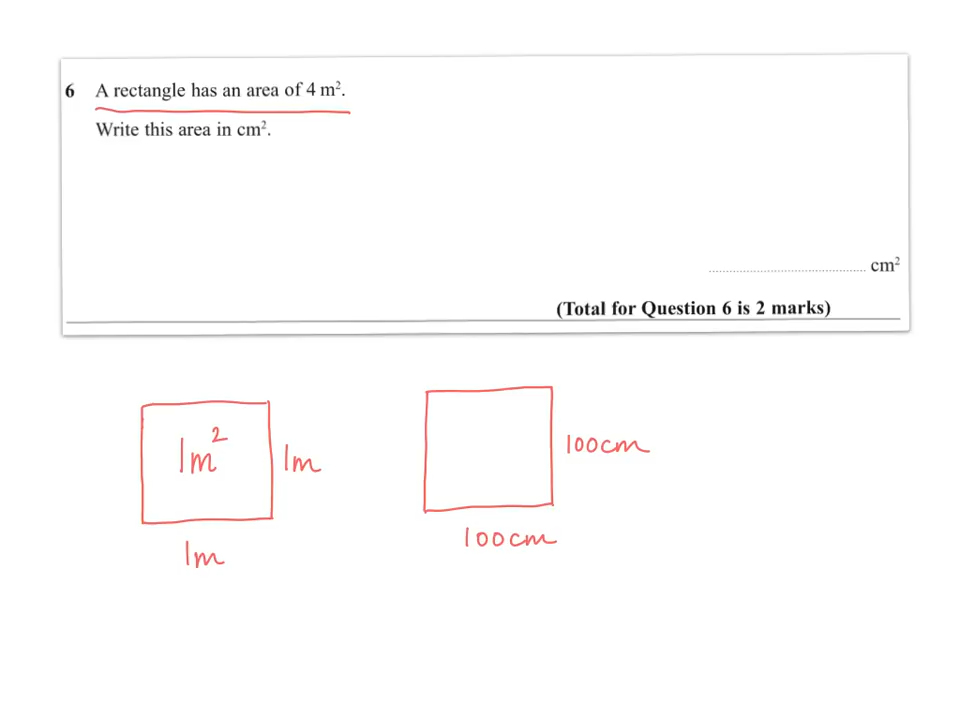 6 A rectangle has an area of 4 m².
Write this area in cm².
........................................ cm²
(Total for Question 6 is 2 marks)
1m²
1m
1m
100cm
100cm